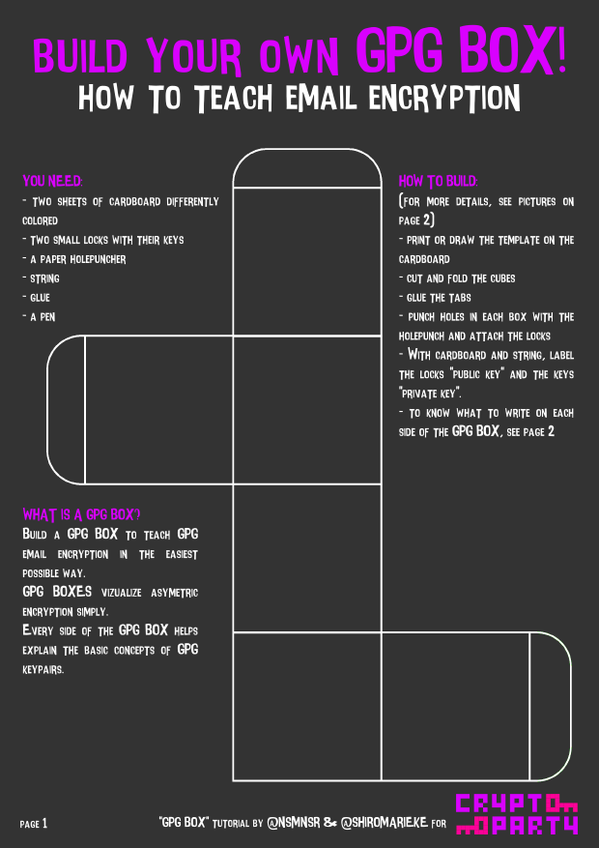 BUILD YOUR OWN GPG BOX!
HOW TO TEACH EMAIL ENCRYPTION
YOU NEED:
- TWO SHEETS OF CARDBOARD DIFFERENTLY
COLORED
- TWO SMALL LOCKS WITH THEIR KEYS
- A PAPER HOLEPUNCHER
- STRING
- GLUE
- A PEN
HOW TO BUILD:
(FOR MORE DETAILS, SEE PICTURES ON
PAGE 2)
- PRINT OR DRAW THE TEMPLATE ON THE
CARDBOARD
- CUT AND FOLD THE CUBES
- GLUE THE TABS
- PUNCH HOLES IN EACH BOX WITH THE
HOLEPUNCH AND ATTACH THE LOCKS
- WITH CARDBOARD AND STRING, LABEL
THE LOCKS "PUBLIC KEY" AND THE KEYS
"PRIVATE KEY".
- TO KNOW WHAT TO WRITE ON EACH
SIDE OF THE GPG BOX, SEE PAGE 2
WHAT IS A GPG BOX?
BUILD A GPG BOX TO TEACH GPG
EMAIL ENCRYPTION IN THE EASIEST
POSSIBLE WAY.
GPG BOXES VIZUALIZE ASYMETRIC
ENCRYPTION SIMPLY.
EVERY SIDE OF THE GPG BOX HELPS
EXPLAIN THE BASIC CONCEPTS OF GPG
KEYPAIRS.
PAGE 1
"GPG BOX" TUTORIAL BY @NSMNSR & @SHIROMARIEKE FOR
CRYPTO
PARTY